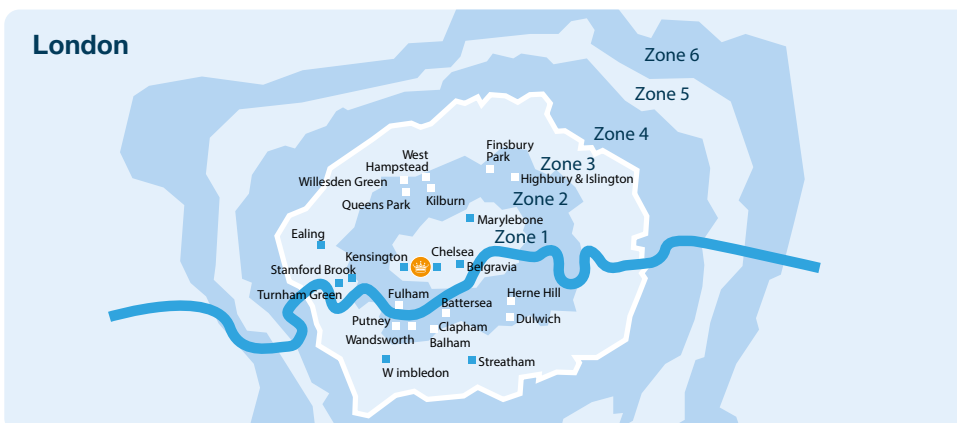 London
Zone 6
Zone 5
Zone 4
Finsbury
Park
West
Hampstead
Zone 3
Willesden Green
Highbury & Islington
Queens Park
Kilburn
Zone 2
Marylebone
Ealing
Zone 1
Kensington
Chelsea
Stamford Brook
Belgravia
Turnham Green
Fulham
Battersea
Herne Hill
Putney
Clapham
Dulwich
Wandsworth
Balham
W imbledon
Streatham